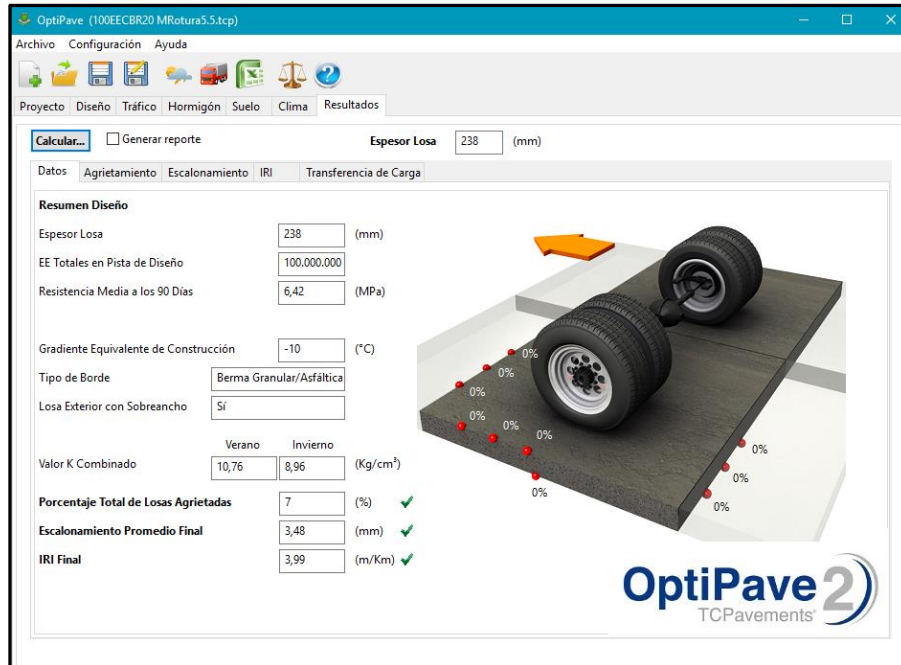 OptiPave (100EECBR20 MRotura5.5.tcp)
Archivo Configuración Ayuda
Proyecto Diseño Tráfico Hormigón Suelo Clima Resultados
Calcular... Generar reporte Espesor Losa 238 (mm)
Datos Agrietamiento Escalonamiento IRI Transferencia de Carga
Resumen Diseño
Espesor Losa 238 (mm)
EE Totales en Pista de Diseño 100.000.000
Resistencia Media a los 90 Días 6,42 (MPa)
Gradiente Equivalente de Construcción -10 (°C)
Tipo de Borde Berma Granular/Asfáltica
Losa Exterior con Sobreancho Sí
Verano Invierno
Valor K Combinado 10,76 8,96 (Kg/cm³)
Porcentaje Total de Losas Agrietadas 7 (%)
Escalonamiento Promedio Final 3,48 (mm)
IRI Final 3,99 (m/Km)
0%
0%
0%
0%
0%
0%
0%
0%
0%
0%
OptiPave 2
TCPavements